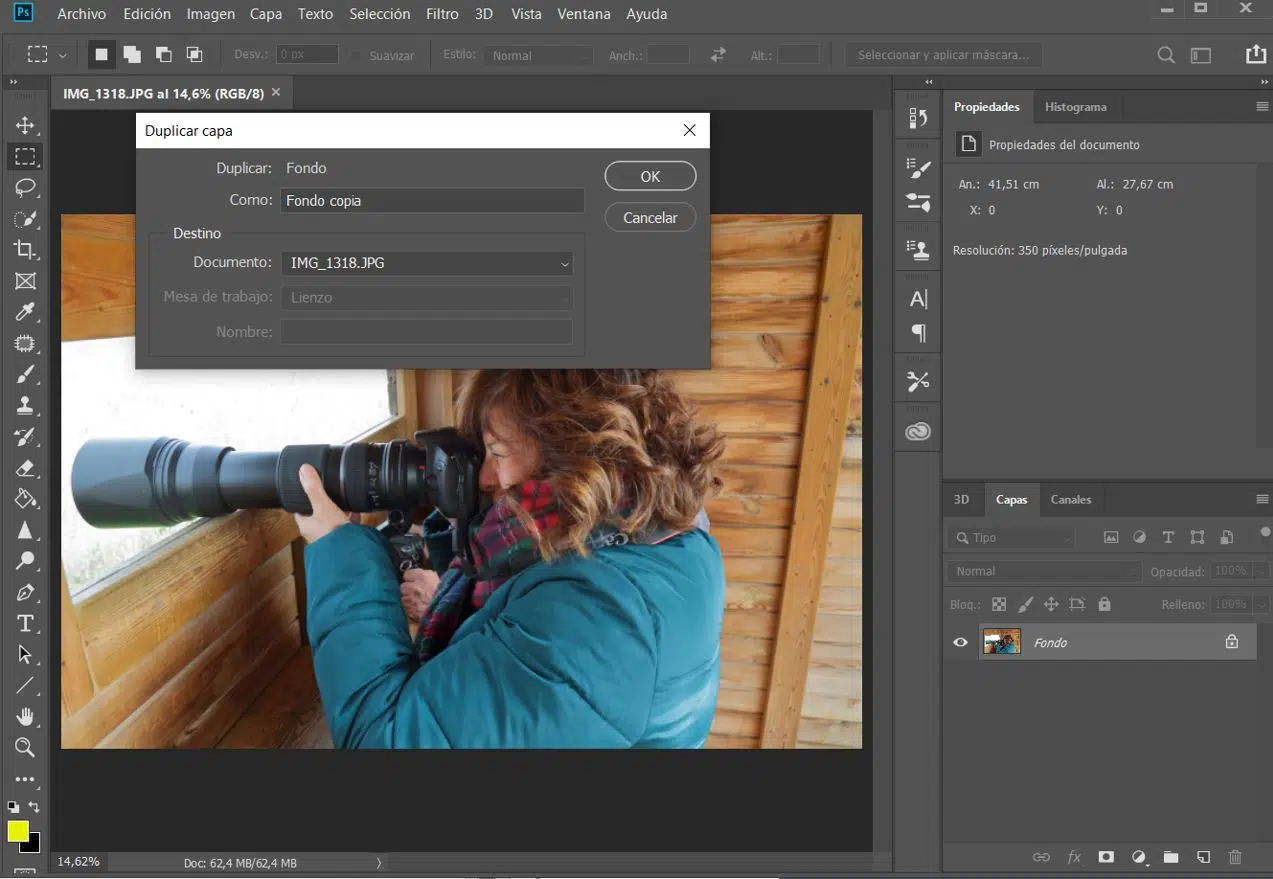 Ps Archivo Edición Imagen Capa Texto Selección Filtro 3D Vista Ventana Ayuda
Desv.: 0 px Suavizar Estilo: Normal Anch.: Alt.: Seleccionar y aplicar máscara...
IMG_1318.JPG al 14,6% (RGB/8)
Duplicar capa
Duplicar: Fondo
OK
Como: Fondo copia
Cancelar
Destino
Documento: IMG_1318.JPG
Mesa de trabajo: Lienzo
Nombre:
Propiedades Histograma
Propiedades del documento
An.: 41,51 cm Al.: 27,67 cm
X: 0 Y: 0
Resolución: 350 píxeles/pulgada
3D Capas Canales
Tipo
Normal Opacidad: 100%
Bloq.: Relleno: 100%
Fondo
fx
14,62% Doc: 62,4 MB/62,4 MB